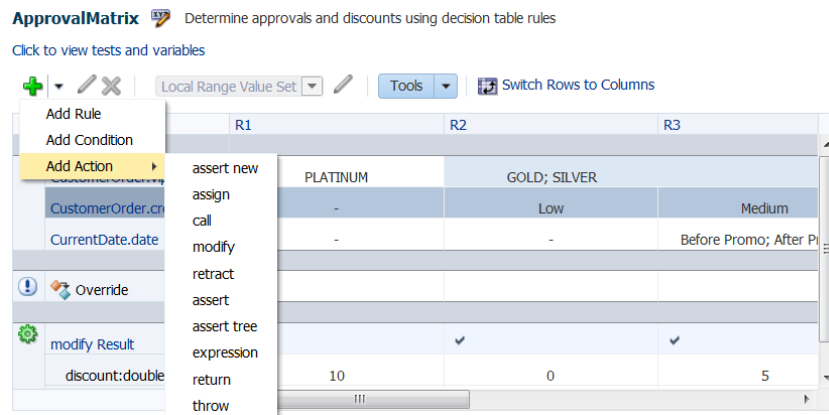 ApprovalMatrix Determine approvals and discounts using decision table rules
Click to view tests and variables
Local Range Value Set Tools Switch Rows to Columns
Add Rule
Add Condition
Add Action
R1 R2 R3
assert new
assign
call
modify
retract
assert
assert tree
expression
return
throw
PLATINUM GOLD; SILVER
CustomerOrder.cr - Low Medium
CurrentDate.date - - Before Promo; After Pr
Override
modify Result
discount:double 10 0 5